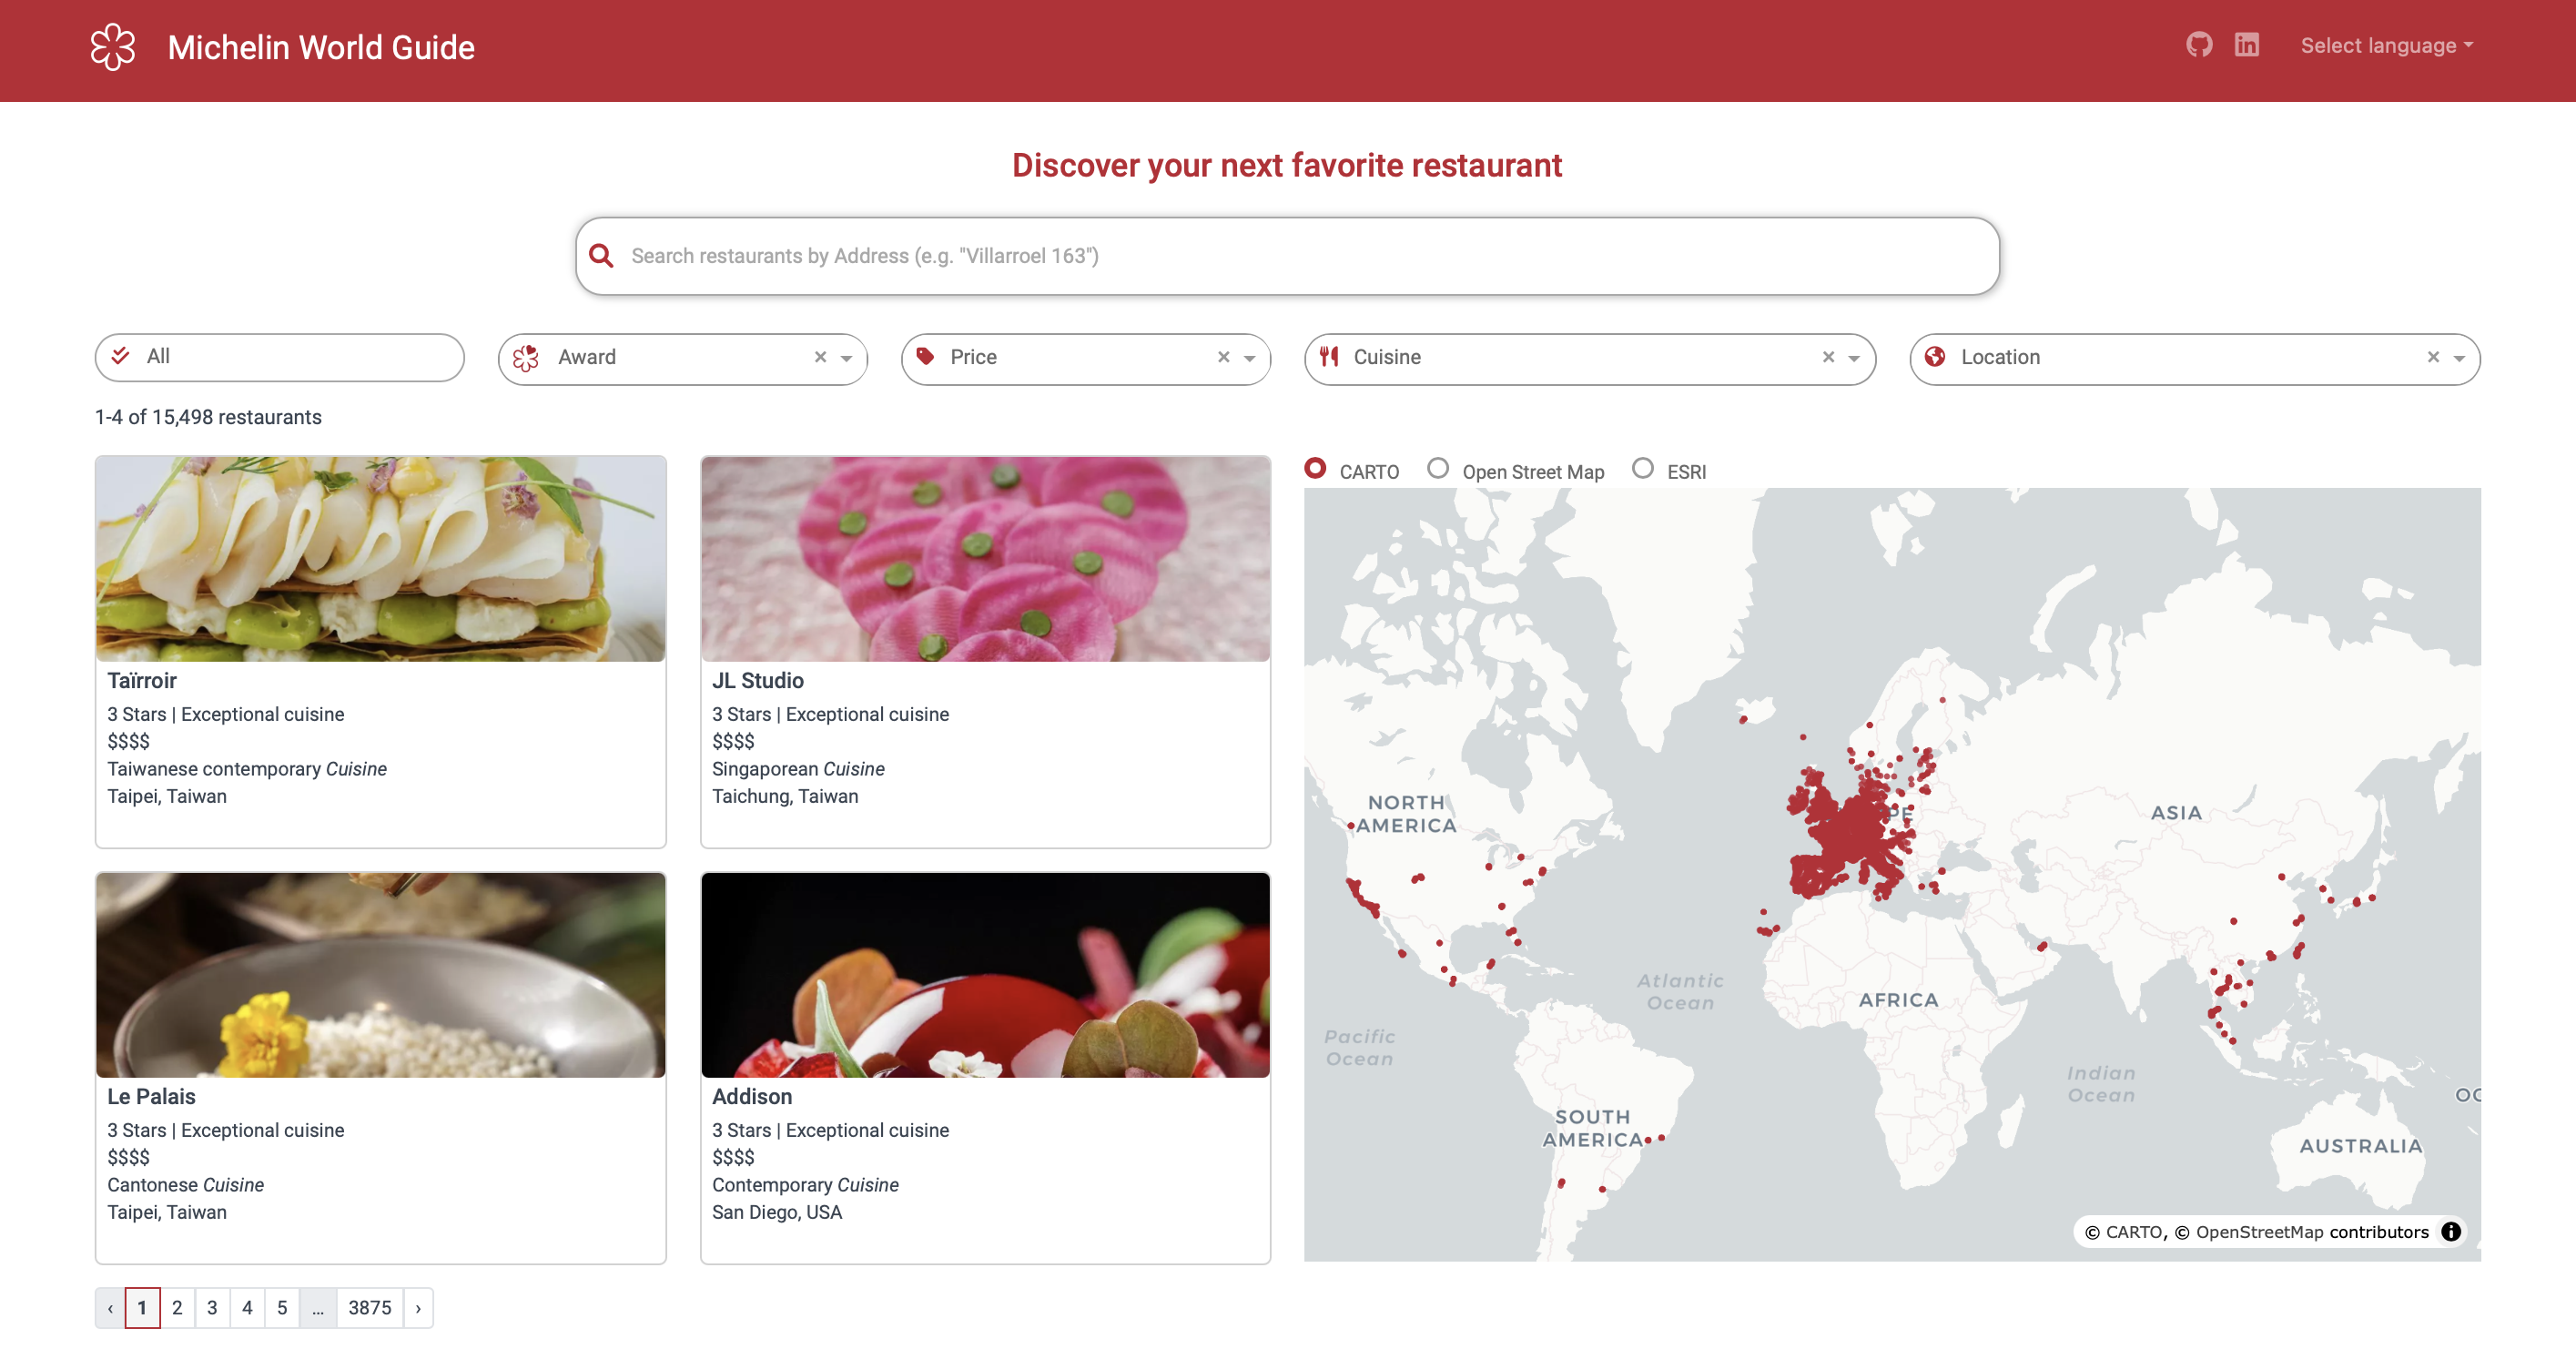 Michelin World Guide
Select language
Discover your next favorite restaurant
Search restaurants by Address (e.g. "Villarroel 163")
All
Award
Price
Cuisine
Location
1-4 of 15,498 restaurants
Taïrroir
3 Stars | Exceptional cuisine
$$$$
Taiwanese contemporary Cuisine
Taipei, Taiwan
JL Studio
3 Stars | Exceptional cuisine
$$$$
Singaporean Cuisine
Taichung, Taiwan
Le Palais
3 Stars | Exceptional cuisine
$$$$
Cantonese Cuisine
Taipei, Taiwan
Addison
3 Stars | Exceptional cuisine
$$$$
Contemporary Cuisine
San Diego, USA
CARTO
Open Street Map
ESRI
NORTH
AMERICA
ASIA
Atlantic
Ocean
AFRICA
Pacific
Ocean
Indian
Ocean
SOUTH
AMERICA
AUSTRALIA
© CARTO, © OpenStreetMap contributors
‹ 1 2 3 4 5 ... 3875 ›